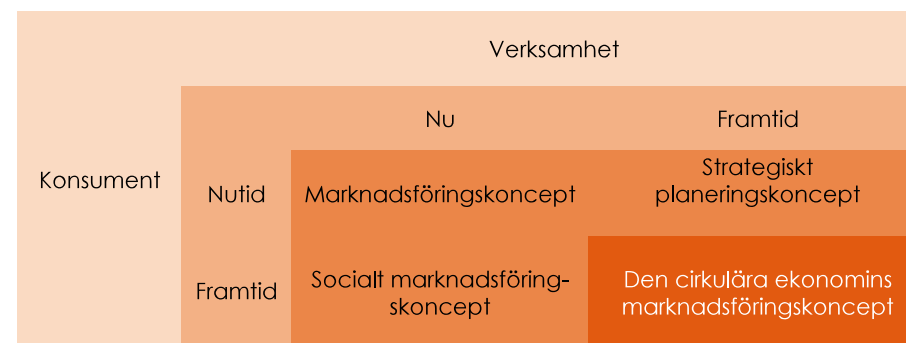 Verksamhet
Nu
Framtid
Konsument
Nutid
Marknadsföringskoncept
Strategiskt
planeringskoncept
Framtid
Socialt marknadsföring-
skoncept
Den cirkulära ekonomins
marknadsföringskoncept